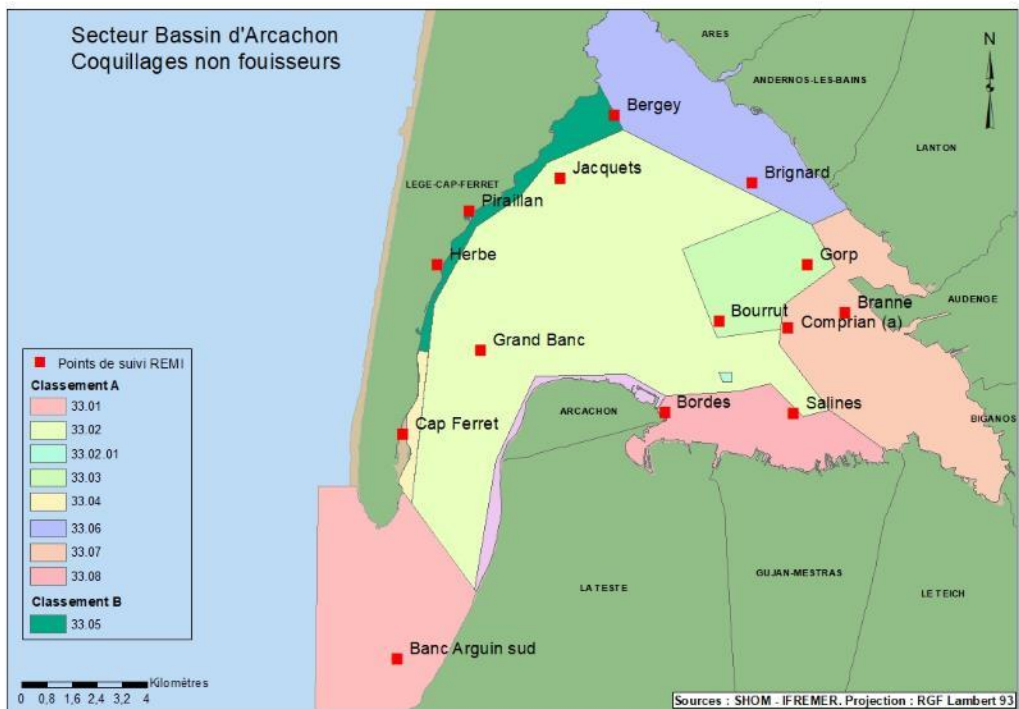 Secteur Bassin d'Arcachon
Coquillages non fouisseurs
ARES
N
ANDERNOS-LES-BAINS
Bergey
LANTON
Jacquets
Brignard
LEGE-CAP-FERRET
Piraillan
Herbe
Gorp
AUDENGE
Branne
Bourrut
Comprian (a)
Grand Banc
Points de suivi REMI
Classement A
33.01
33.02
33.02.01
33.03
33.04
33.06
33.07
33.08
Classement B
33.05
ARCACHON
Bordes
Salines
BIGANOS
Cap Ferret
LA TESTE
GUJAN-MESTRAS
LE TEICH
Banc Arguin sud
Kilomètres
0 0,8 1,6 2,4 3,2 4
Sources : SHOM - IFREMER. Projection : RGF Lambert 93